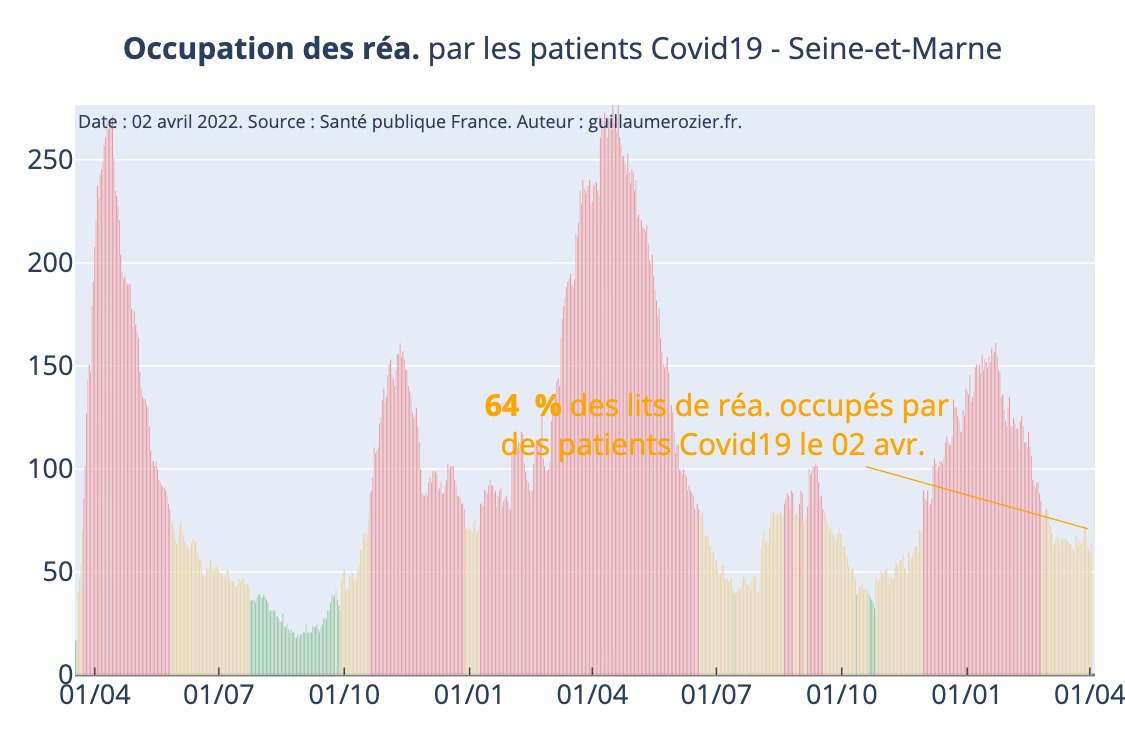 Occupation des réa. par les patients Covid19 - Seine-et-Marne
Date : 02 avril 2022. Source : Santé publique France. Auteur : guillaumerozier.fr.
250
200
150
64 % des lits de réa. occupés par
des patients Covid19 le 02 avr.
100
50
0
01/04 01/07 01/10 01/01 01/04 01/07 01/10 01/01 01/04